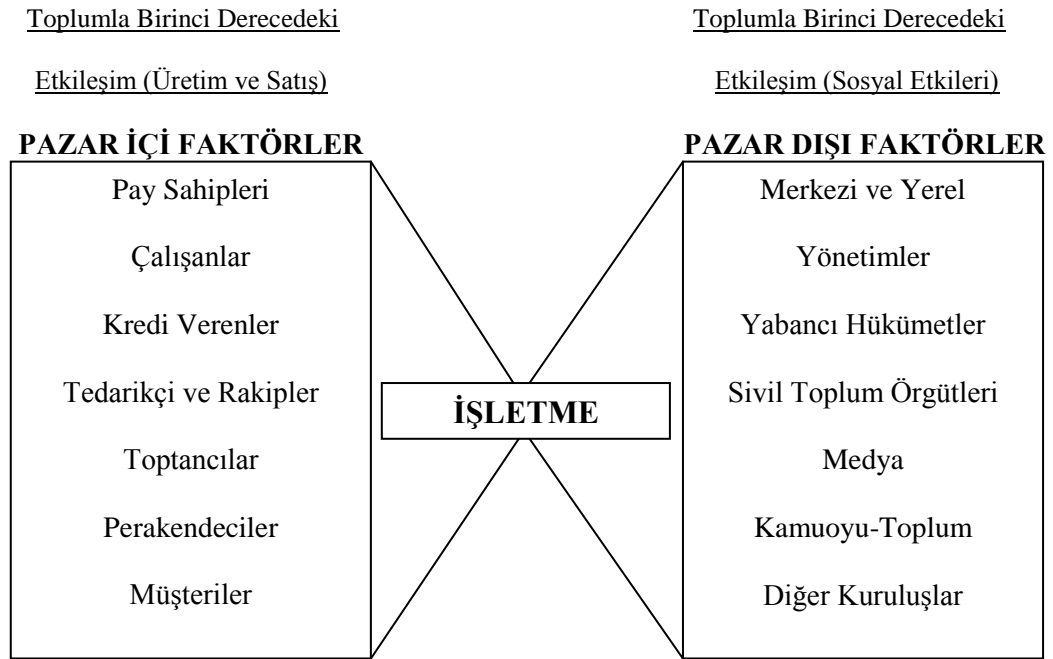 Toplumla Birinci Derecedeki
Etkileşim (Üretim ve Satış)
PAZAR İÇİ FAKTÖRLER
Pay Sahipleri
Çalışanlar
Kredi Verenler
Tedarikçi ve Rakipler
Toptancılar
Perakendeciler
Müşteriler
İŞLETME
Toplumla Birinci Derecedeki
Etkileşim (Sosyal Etkileri)
PAZAR DIŞI FAKTÖRLER
Merkezi ve Yerel
Yönetimler
Yabancı Hükümetler
Sivil Toplum Örgütleri
Medya
Kamuoyu-Toplum
Diğer Kuruluşlar